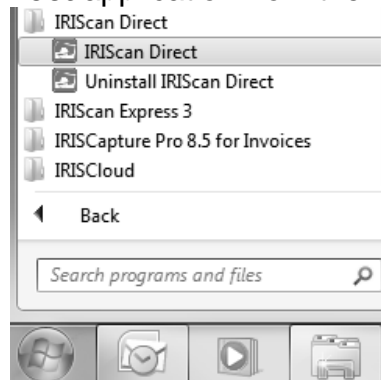 IRIScan Direct
IRIScan Direct
Uninstall IRIScan Direct
IRIScan Express 3
IRISCapture Pro 8.5 for Invoices
IRISCloud
Back
Search programs and files